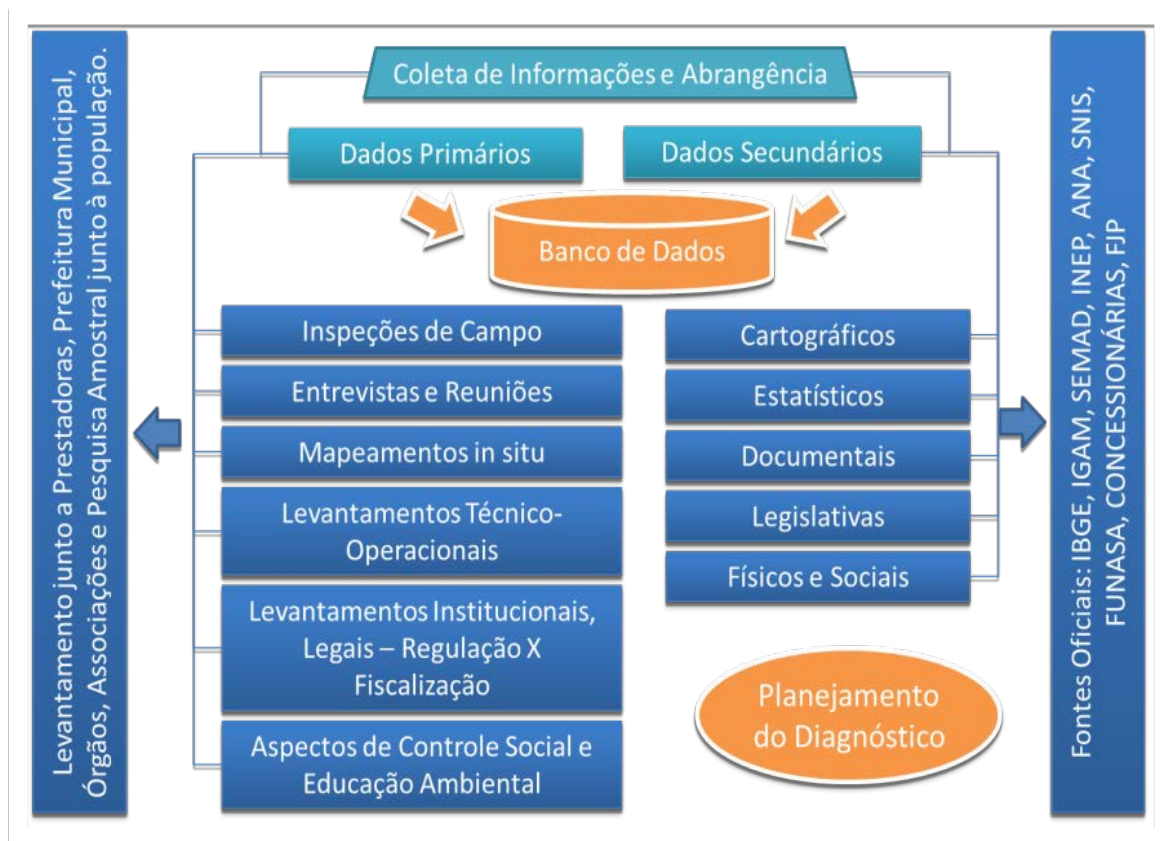 Levantamento junto a Prestadoras, Prefeitura Municipal,
Órgãos, Associações e Pesquisa Amostral junto à população.
Coleta de Informações e Abrangência
Dados Primários
Dados Secundários
Banco de Dados
Inspeções de Campo
Entrevistas e Reuniões
Mapeamentos in situ
Levantamentos Técnico-
Operacionais
Levantamentos Institucionais,
Legais – Regulação X
Fiscalização
Aspectos de Controle Social e
Educação Ambiental
Cartográficos
Estatísticos
Documentais
Legislativas
Físicos e Sociais
Planejamento
do Diagnóstico
Fontes Oficiais: IBGE, IGAM, SEMAD, INEP, ANA, SNIS,
FUNASA, CONCESSIONÁRIAS, FJP